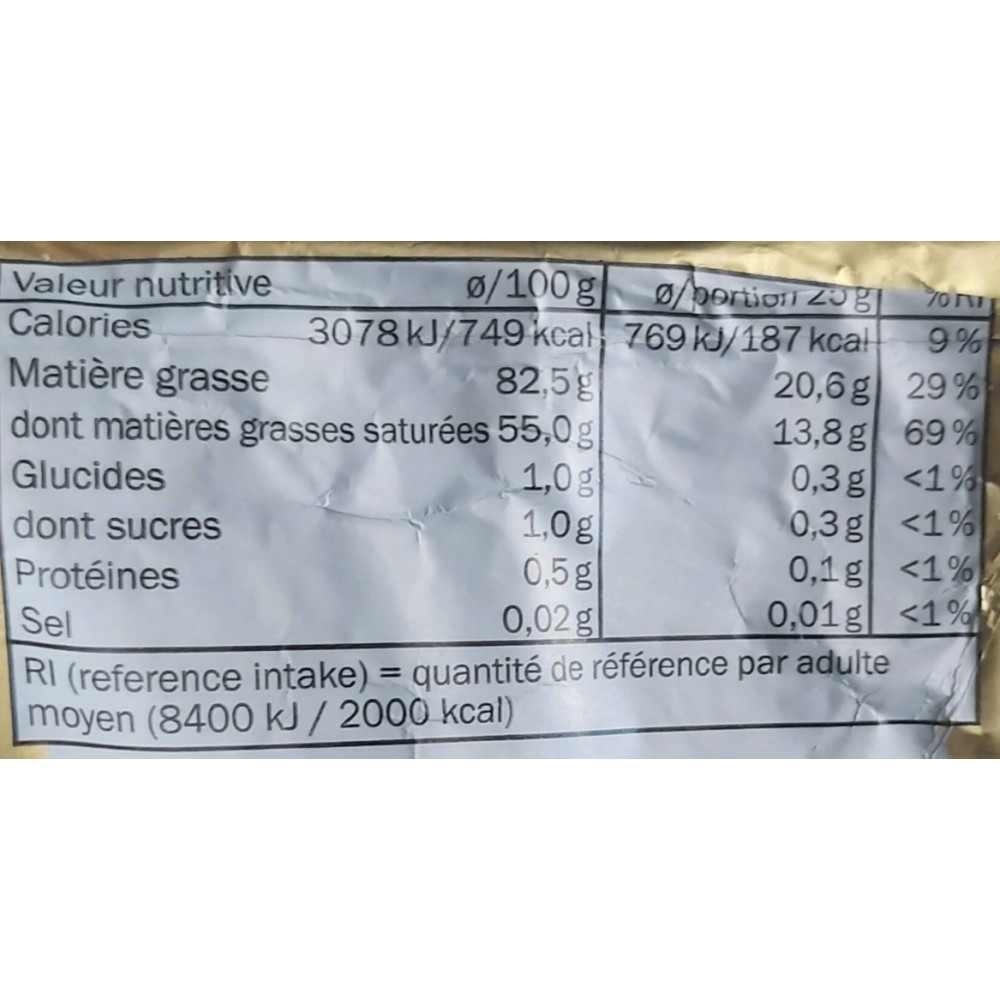 Valeur nutritive ø/100 g ø/portion 25 g % RI
Calories 3078 kJ/749 kcal 769 kJ/187 kcal 9 %
Matière grasse 82,5 g 20,6 g 29 %
dont matières grasses saturées 55,0 g 13,8 g 69 %
Glucides 1,0 g 0,3 g <1 %
dont sucres 1,0 g 0,3 g <1 %
Protéines 0,5 g 0,1 g <1 %
Sel 0,02 g 0,01 g <1 %
RI (reference intake) = quantité de référence par adulte
moyen (8400 kJ / 2000 kcal)